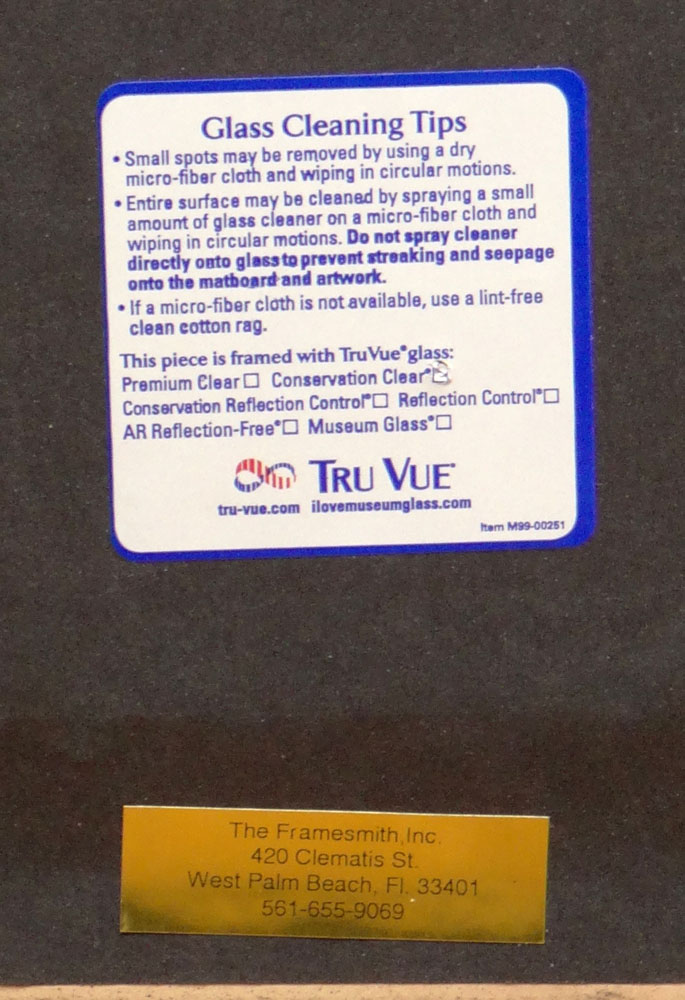 Glass Cleaning Tips
• Small spots may be removed by using a dry
micro-fiber cloth and wiping in circular motions.
• Entire surface may be cleaned by spraying a small
amount of glass cleaner on a micro-fiber cloth and
wiping in circular motions. Do not spray cleaner
directly onto glass to prevent streaking and seepage
onto the matboard and artwork.
• If a micro-fiber cloth is not available, use a lint-free
clean cotton rag.
This piece is framed with Tru Vue® glass:
Premium Clear ☐ Conservation Clear® ☑
Conservation Reflection Control® ☐ Reflection Control® ☐
AR Reflection-Free® ☐ Museum Glass® ☐
TRU VUE®
tru-vue.com ilovemuseumglass.com
Item M99-00251
The Framesmith, Inc.
420 Clematis St.
West Palm Beach, Fl. 33401
561-655-9069